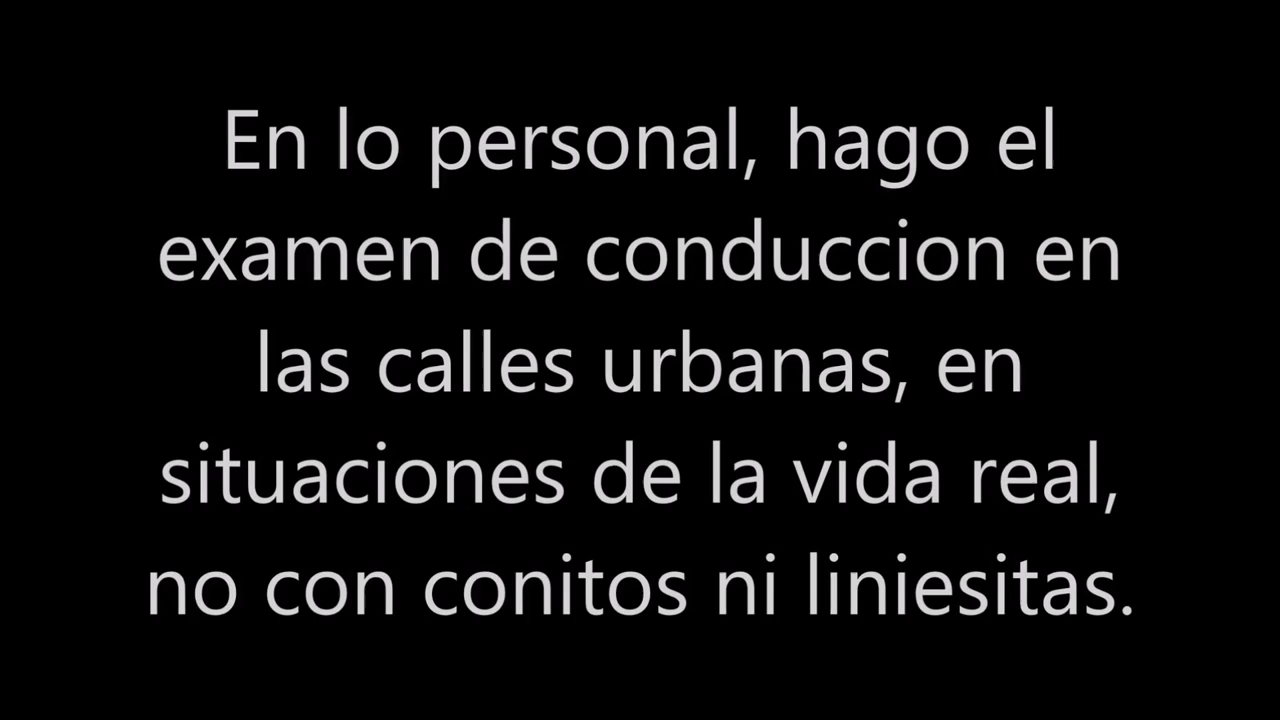 En lo personal, hago el
examen de conduccion en
las calles urbanas, en
situaciones de la vida real,
no con conitos ni liniesitas.